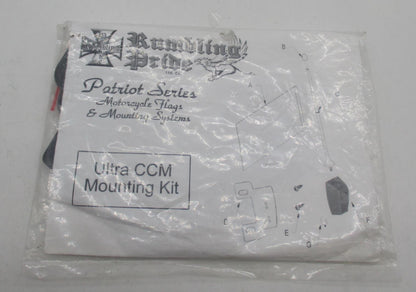 Rumbling
Pride
Patriot Series
Motorcycle Flags
& Mounting Systems
Ultra CCM
Mounting Kit
A
B
C
E
F
E
G